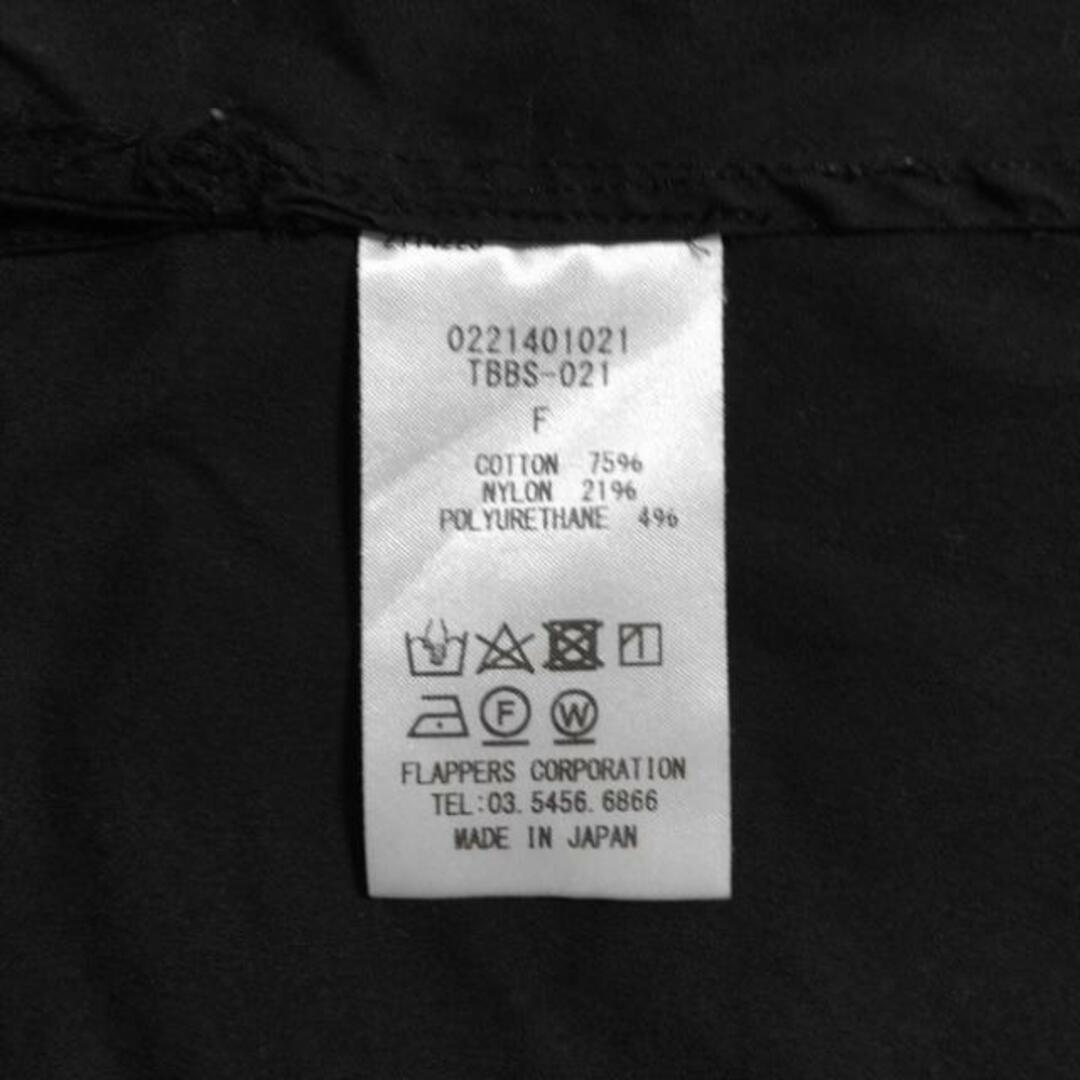 0221401021
TBBS-021
F
COTTON 75%
NYLON 21%
POLYURETHANE 4%
F W
FLAPPERS CORPORATION
TEL:03.5456.6866
MADE IN JAPAN